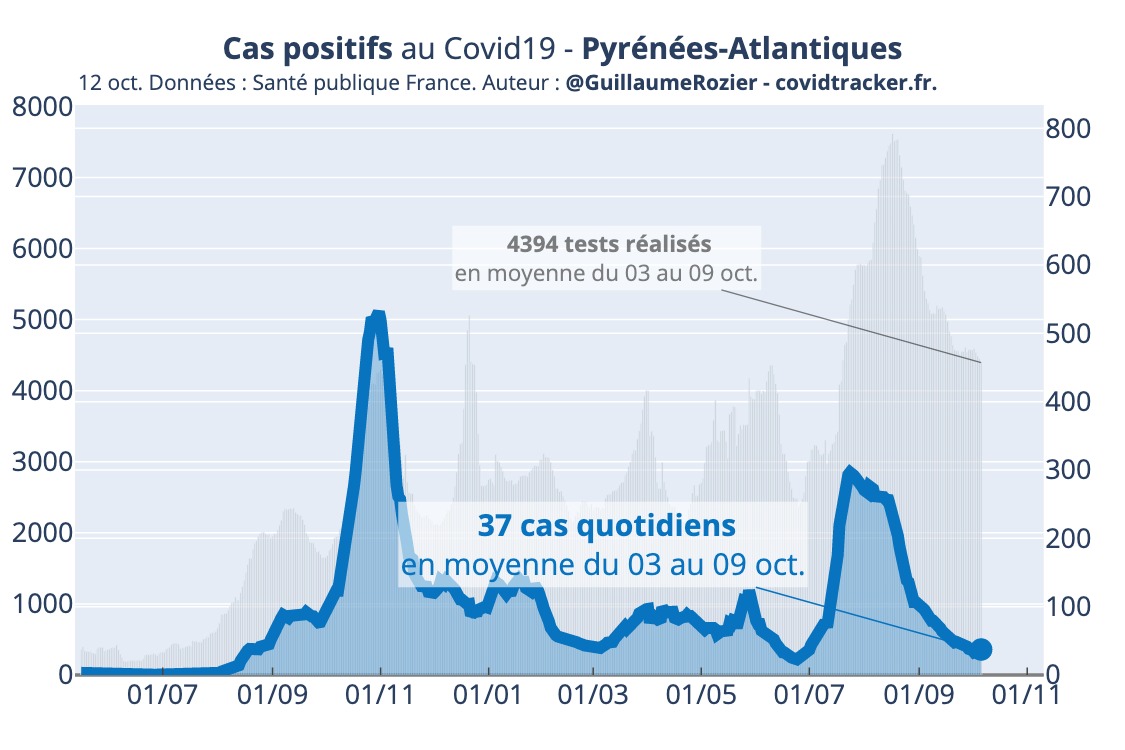 Cas positifs au Covid19 - Pyrénées-Atlantiques
12 oct. Données : Santé publique France. Auteur : @GuillaumeRozier - covidtracker.fr.
8000
7000
6000
5000
4000
3000
2000
1000
0
800
700
600
500
400
300
200
100
0
4394 tests réalisés
en moyenne du 03 au 09 oct.
37 cas quotidiens
en moyenne du 03 au 09 oct.
01/07 01/09 01/11 01/01 01/03 01/05 01/07 01/09 01/11